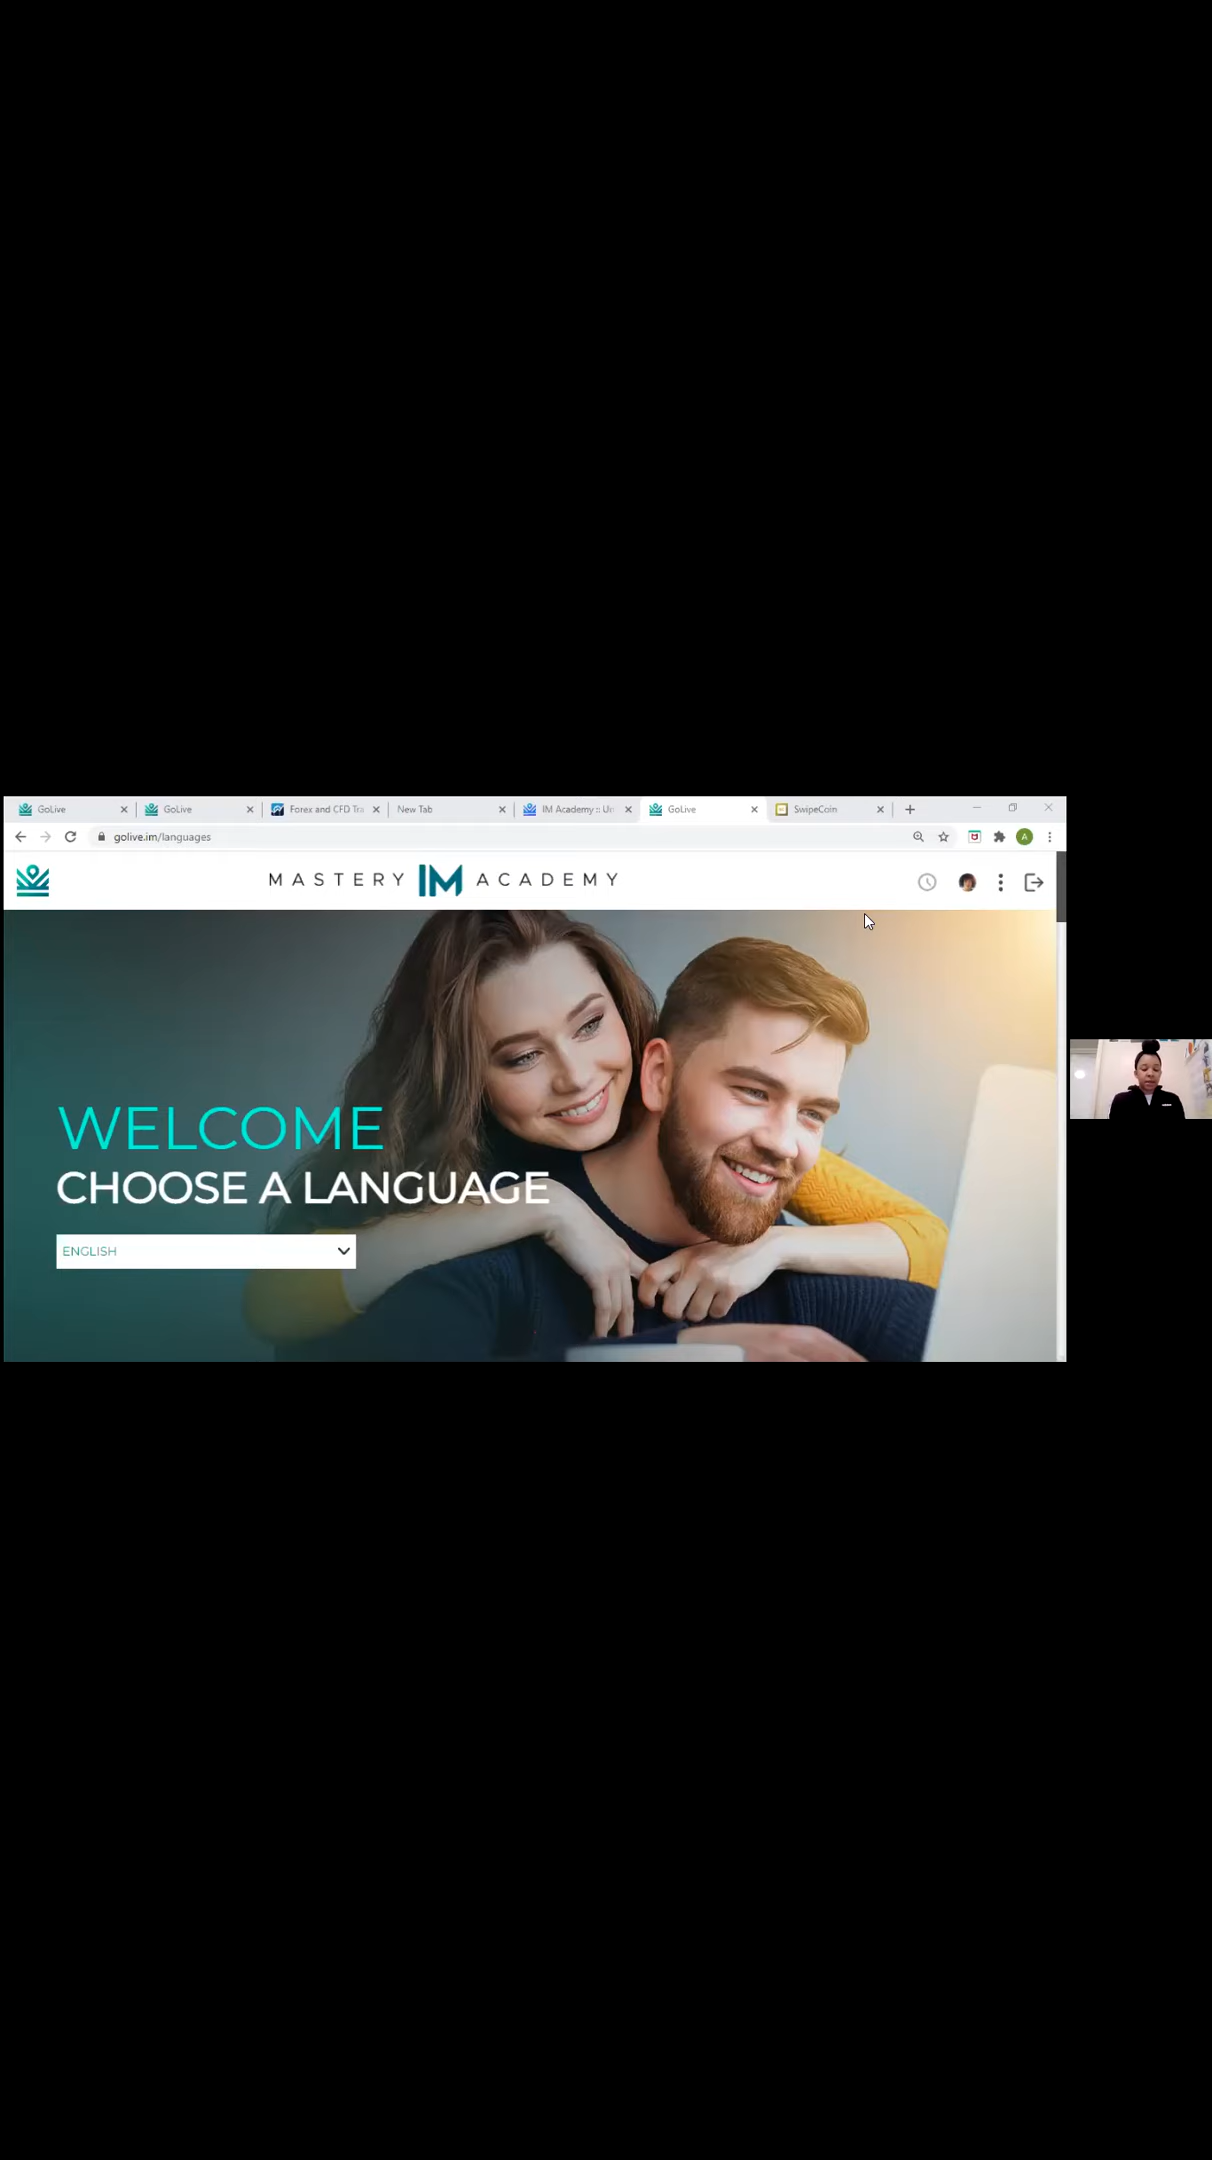 GoLive
GoLive
Forex and CFD Tra
New Tab
IM Academy :: Un
GoLive
SwipeCoin
golive.im/languages
A
MASTERY IM ACADEMY
WELCOME
CHOOSE A LANGUAGE
ENGLISH